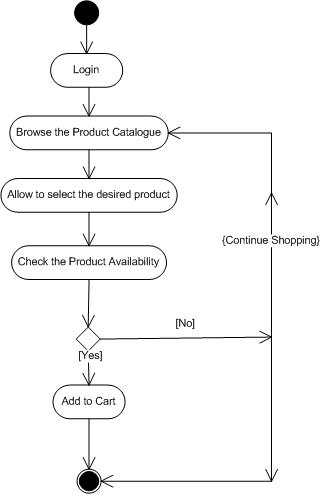 Login
Browse the Product Catalogue
Allow to select the desired product
Check the Product Availability
{Continue Shopping}
[No]
[Yes]
Add to Cart